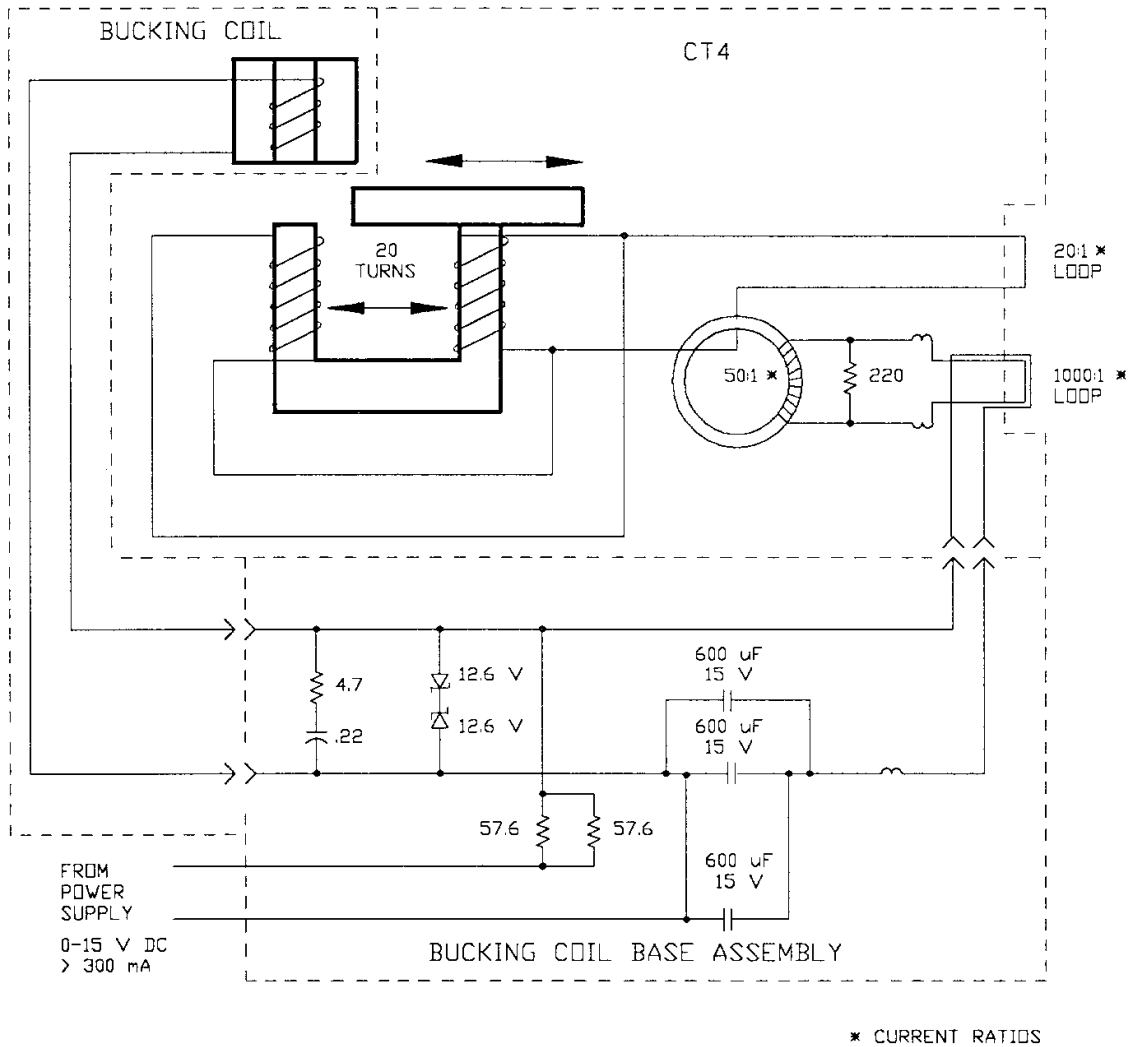 BUCKING COIL
CT4
20
TURNS
20:1 *
LOOP
50:1 *
220
1000:1 *
LOOP
4.7
.22
12.6 V
12.6 V
600 uF
15 V
600 uF
15 V
57.6
57.6
600 uF
15 V
FROM
POWER
SUPPLY
0-15 V DC
> 300 mA
BUCKING COIL BASE ASSEMBLY
* CURRENT RATIOS